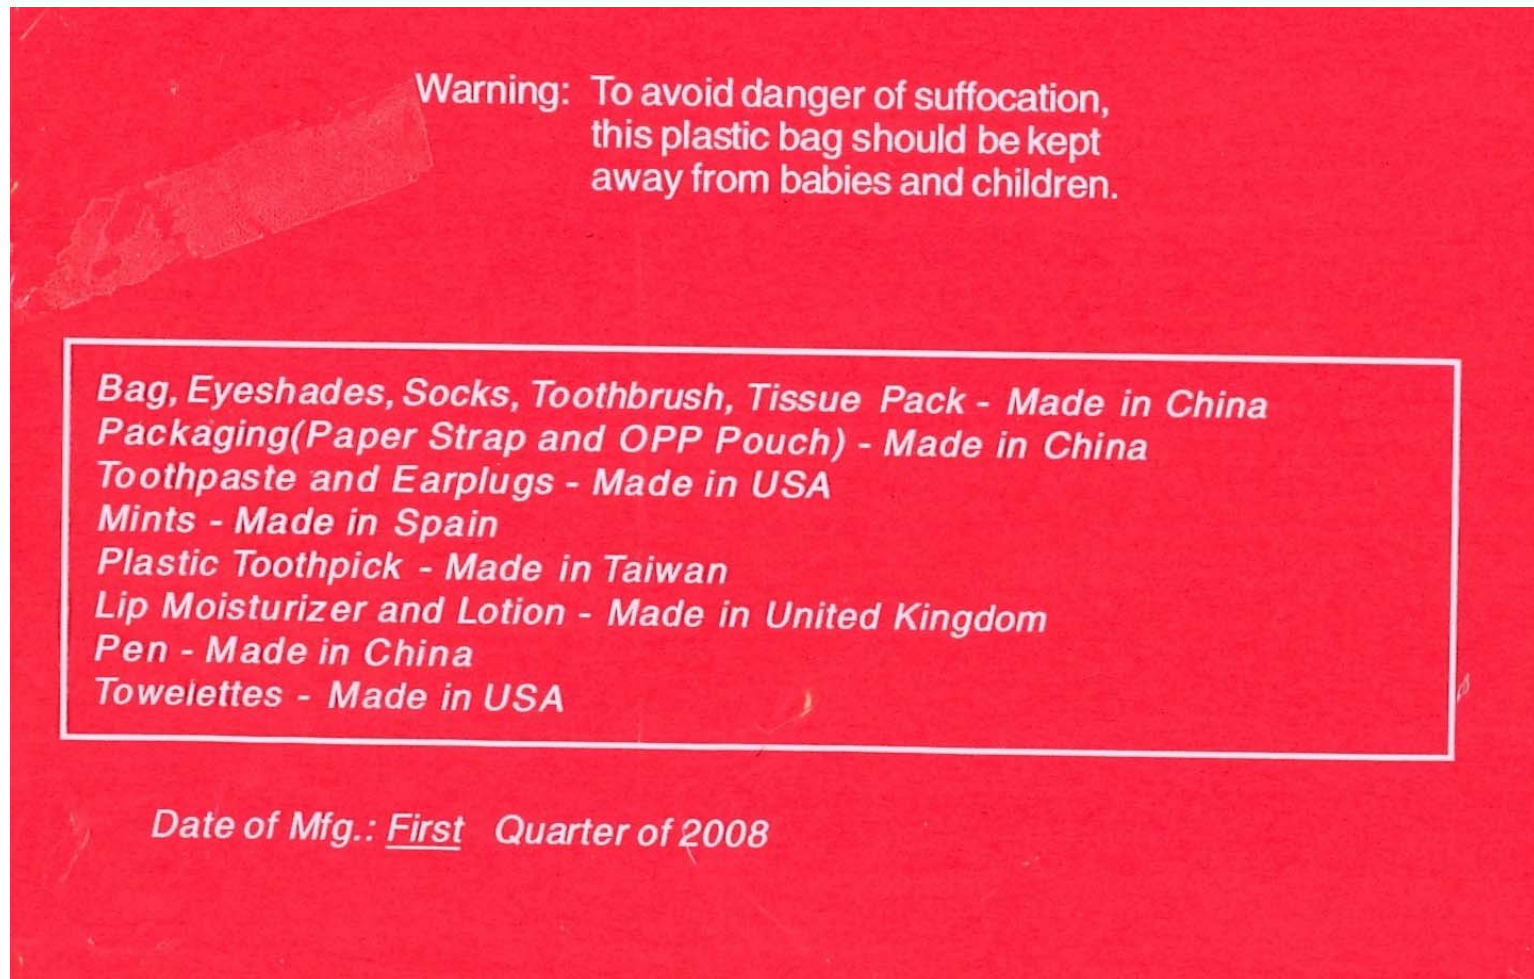 Warning: To avoid danger of suffocation,
this plastic bag should be kept
away from babies and children.
Bag, Eyeshades, Socks, Toothbrush, Tissue Pack - Made in China
Packaging(Paper Strap and OPP Pouch) - Made in China
Toothpaste and Earplugs - Made in USA
Mints - Made in Spain
Plastic Toothpick - Made in Taiwan
Lip Moisturizer and Lotion - Made in United Kingdom
Pen - Made in China
Towelettes - Made in USA
Date of Mfg.: First Quarter of 2008